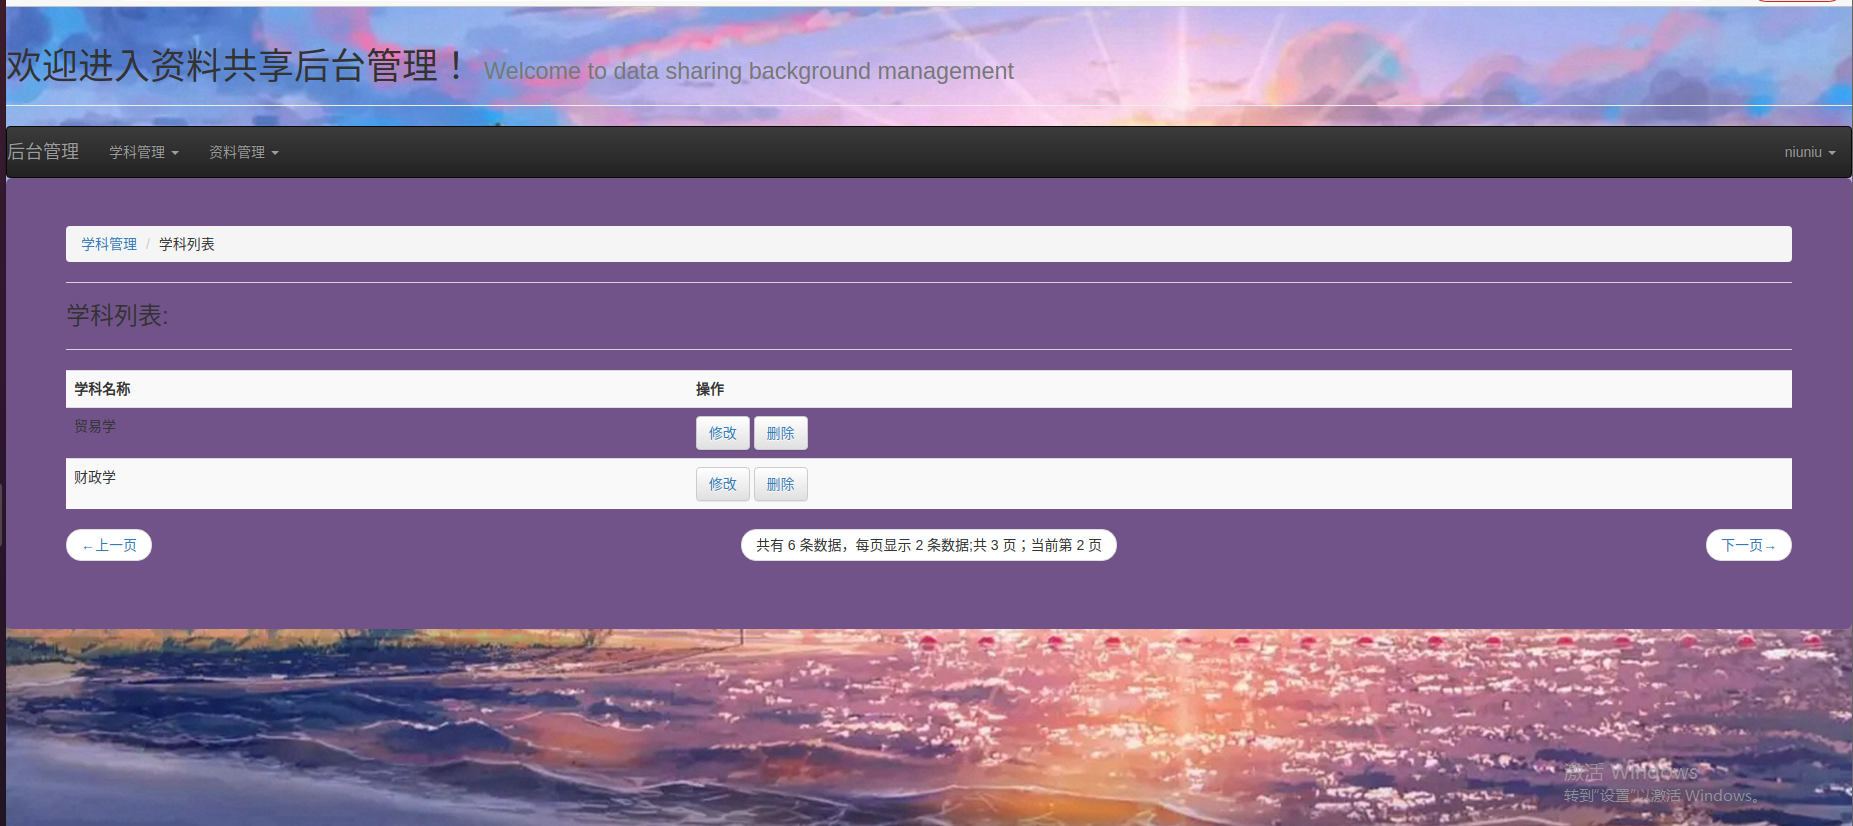 欢迎进入资料共享后台管理！ Welcome to data sharing background management
后台管理 学科管理 资料管理 niuniu
学科管理 / 学科列表
学科列表:
学科名称 操作
贸易学 修改 删除
财政学 修改 删除
←上一页 共有 6 条数据，每页显示 2 条数据;共 3 页；当前第 2 页 下一页→
激活 Windows
转到"设置"以激活 Windows。